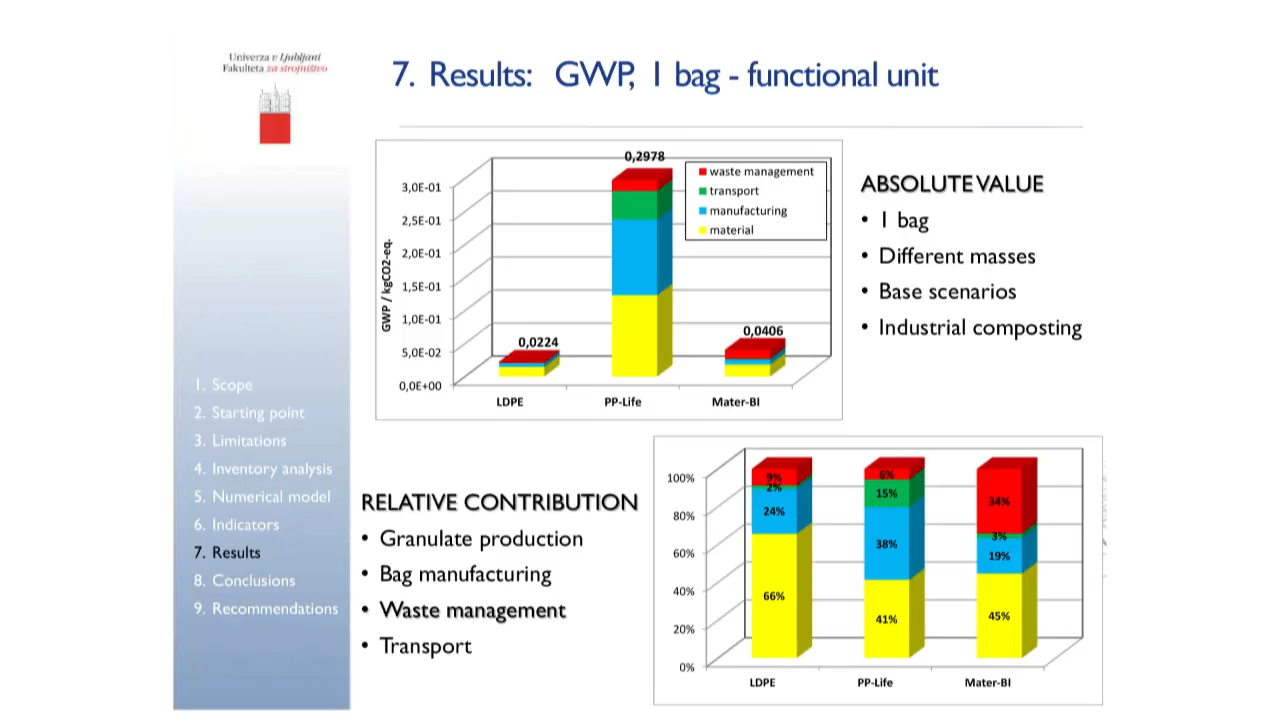 Univerza v Ljubljani
Fakulteta za strojništvo
7. Results: GWP, 1 bag - functional unit
0,2978
waste management
transport
manufacturing
material
3,0E-01
2,5E-01
2,0E-01
1,5E-01
1,0E-01
5,0E-02
0,0E+00
GWP / kgCO2-eq.
0,0224
0,0406
LDPE
PP-Life
Mater-BI
ABSOLUTE VALUE
• 1 bag
• Different masses
• Base scenarios
• Industrial composting
1. Scope
2. Starting point
3. Limitations
4. Inventory analysis
5. Numerical model
6. Indicators
7. Results
8. Conclusions
9. Recommendations
RELATIVE CONTRIBUTION
• Granulate production
• Bag manufacturing
• Waste management
• Transport
100%
80%
60%
40%
20%
0%
9%
2%
24%
66%
6%
15%
38%
41%
34%
3%
19%
45%
LDPE
PP-Life
Mater-BI